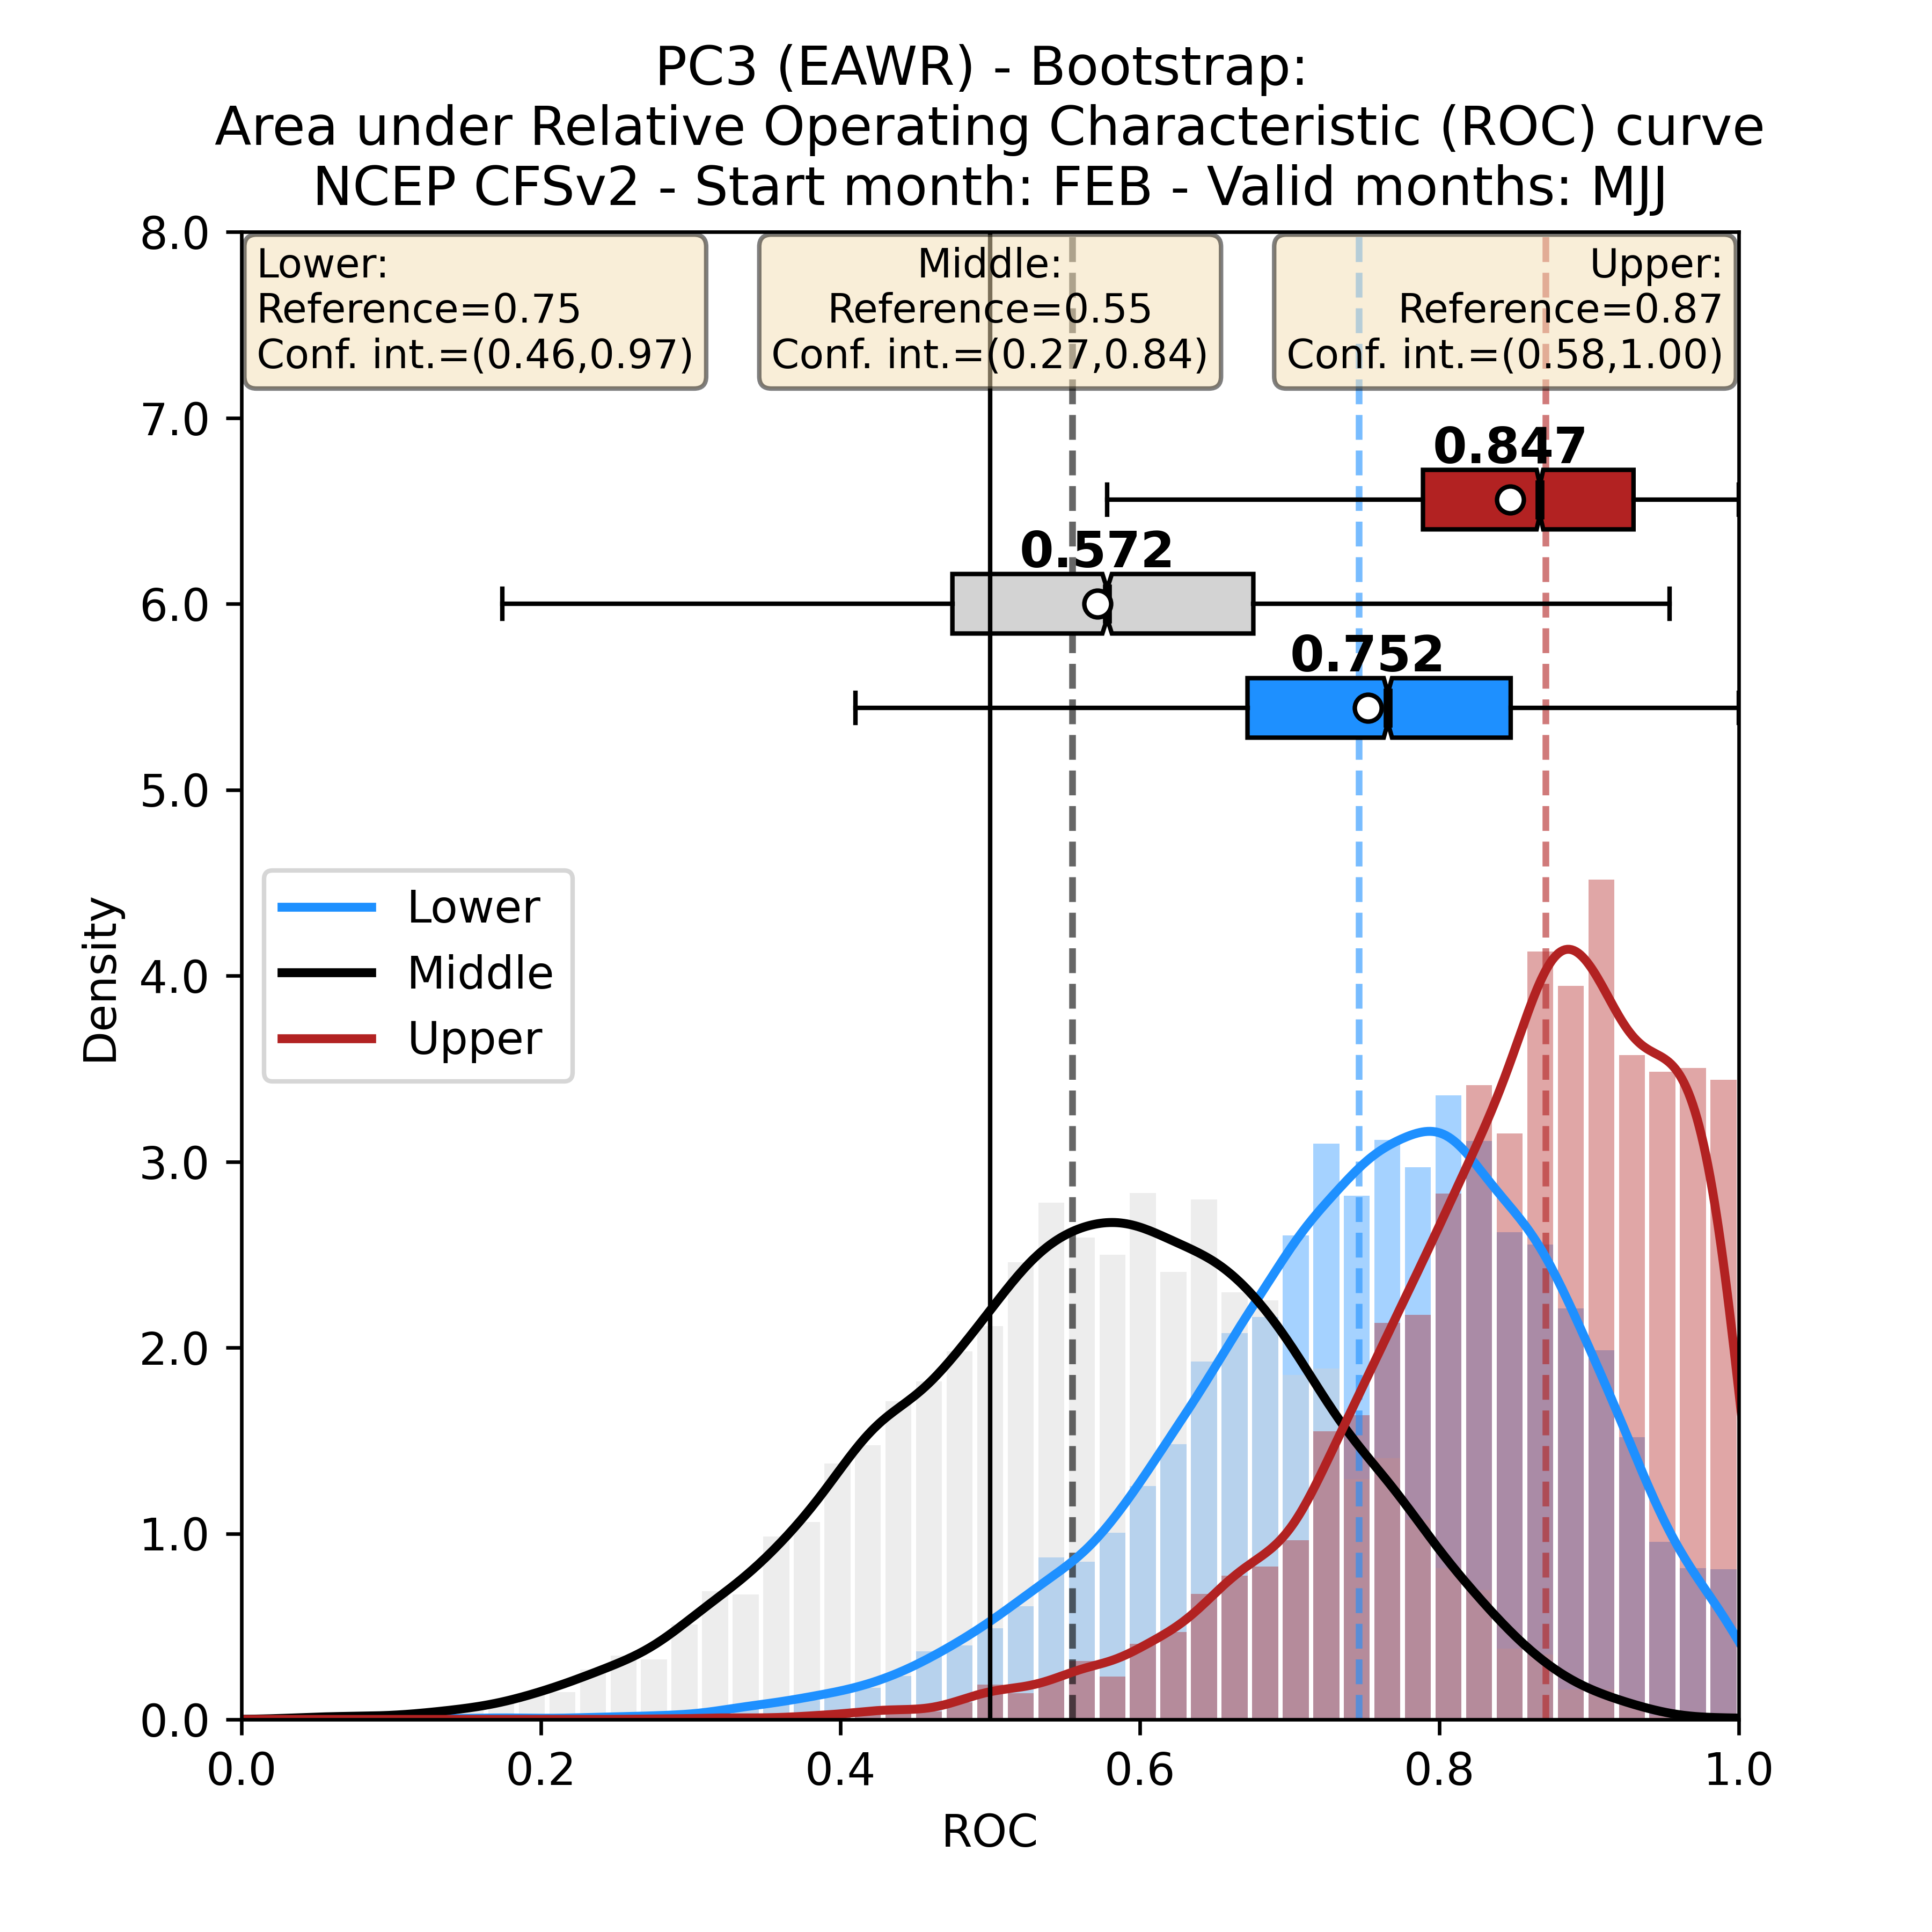 PC3 (EAWR) - Bootstrap:
Area under Relative Operating Characteristic (ROC) curve
NCEP CFSv2 - Start month: FEB - Valid months: MJJ
Lower:
Reference=0.75
Conf. int.=(0.46,0.97)
Middle:
Reference=0.55
Conf. int.=(0.27,0.84)
Upper:
Reference=0.87
Conf. int.=(0.58,1.00)
0.847
0.572
0.752
Lower
Middle
Upper
Density
8.0
7.0
6.0
5.0
4.0
3.0
2.0
1.0
0.0
0.0
0.2
0.4
0.6
0.8
1.0
ROC